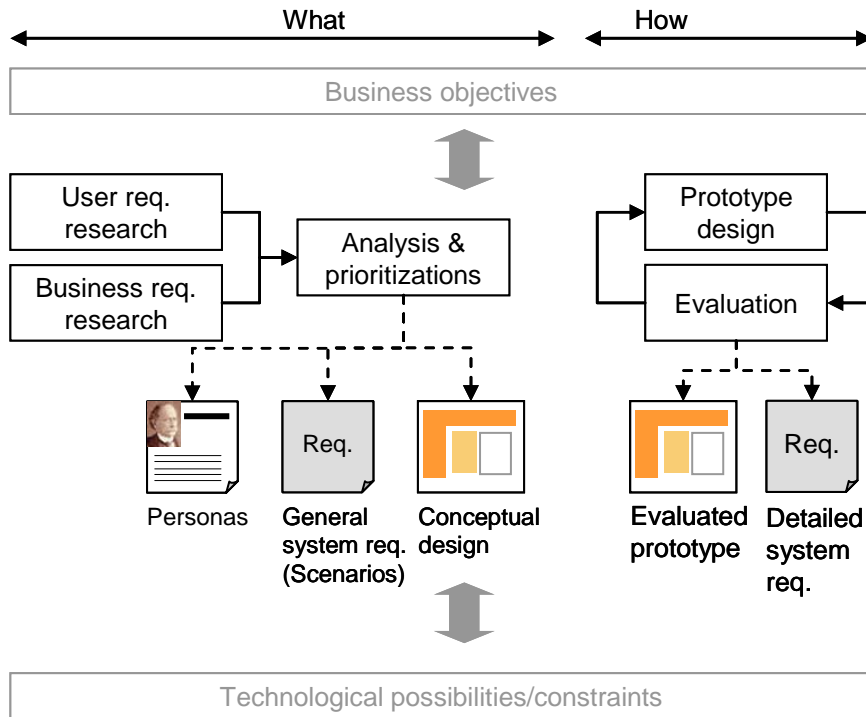 What
How
Business objectives
User req.
research
Business req.
research
Analysis &
prioritizations
Prototype
design
Evaluation
Req.
Req.
Personas
General
system req.
(Scenarios)
Conceptual
design
Evaluated
prototype
Detailed
system
req.
Technological possibilities/constraints